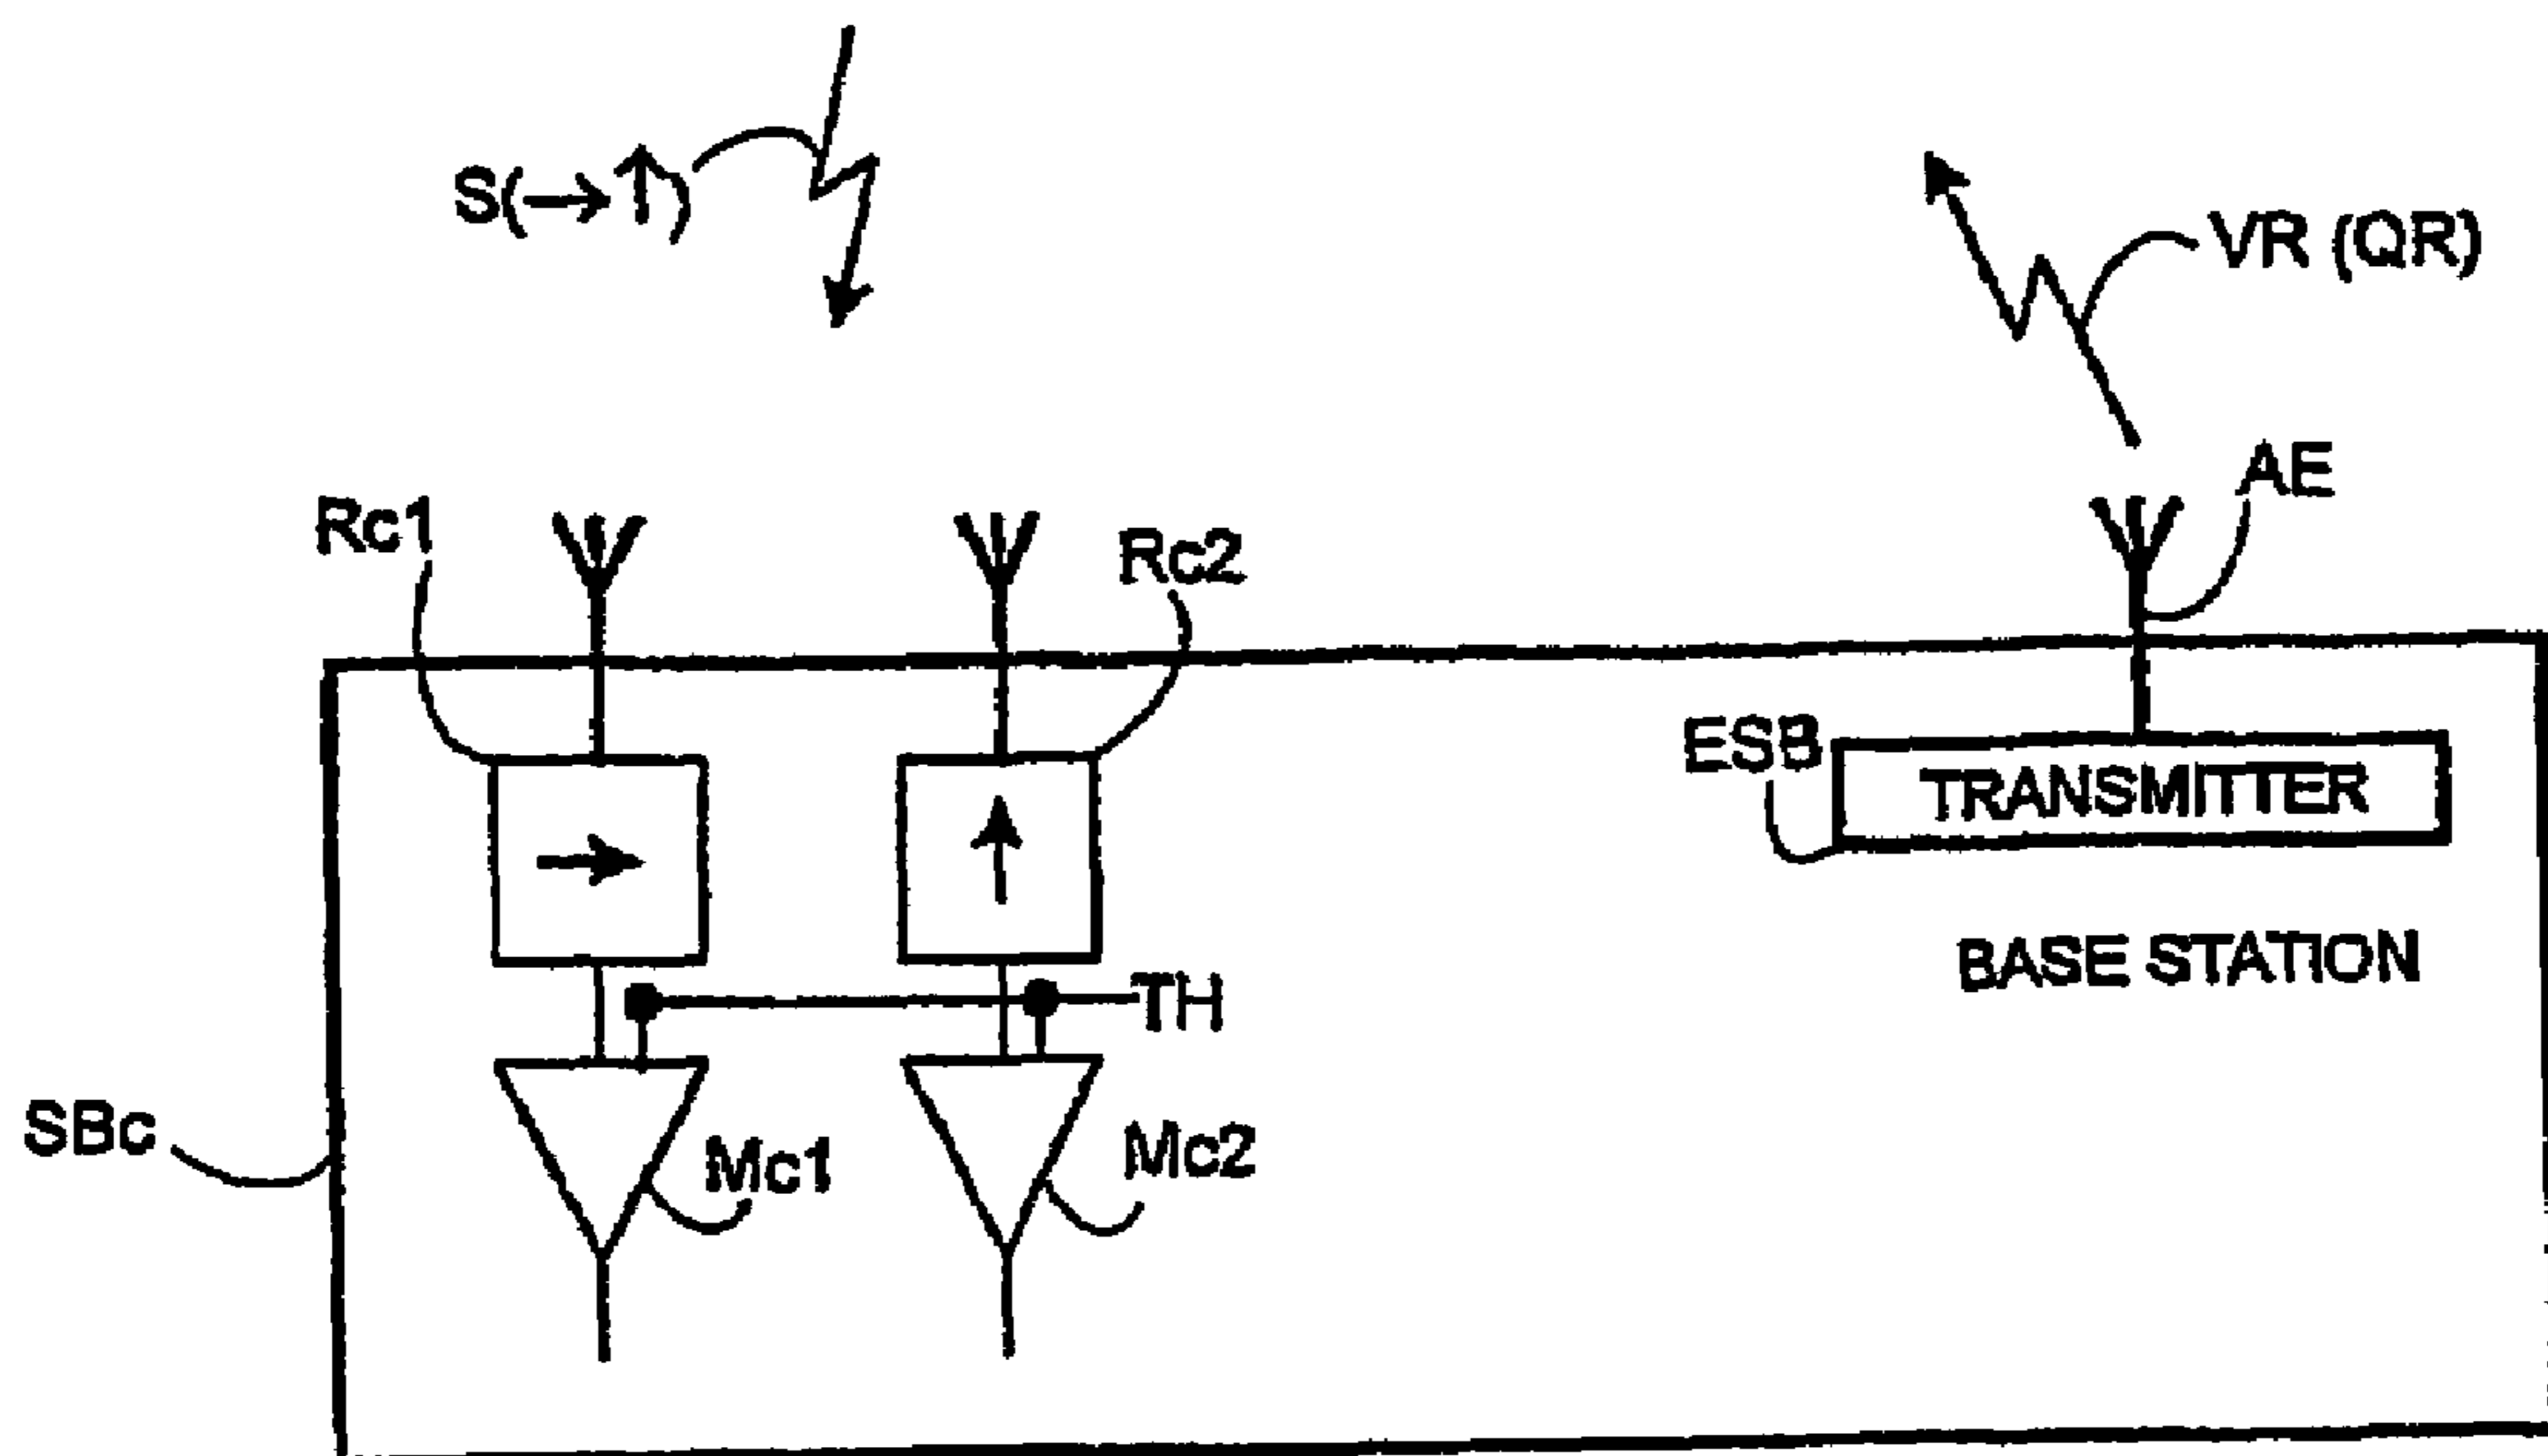 S(→↑)
VR (QR)
AE
Rc1
Rc2
ESB
TRANSMITTER
BASE STATION
TH
SBc
Mc1
Mc2